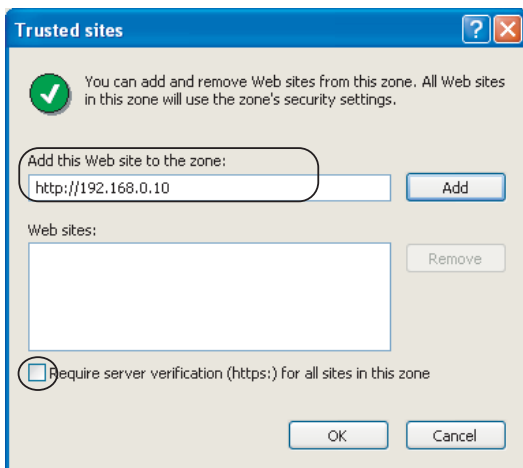 Trusted sites
You can add and remove Web sites from this zone. All Web sites
in this zone will use the zone's security settings.
Add this Web site to the zone:
http://192.168.0.10
Add
Web sites:
Remove
Require server verification (https:) for all sites in this zone
OK
Cancel